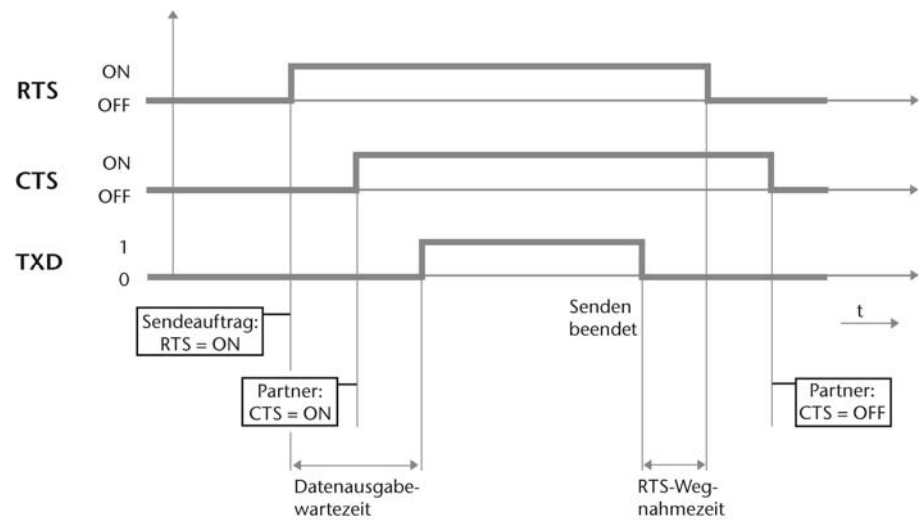 RTS
ON
OFF
CTS
ON
OFF
TXD
1
0
Sendeauftrag:
RTS = ON
Senden
beendet
t
Partner:
CTS = ON
Partner:
CTS = OFF
Datenausgabe-
wartezeit
RTS-Weg-
nahmezeit